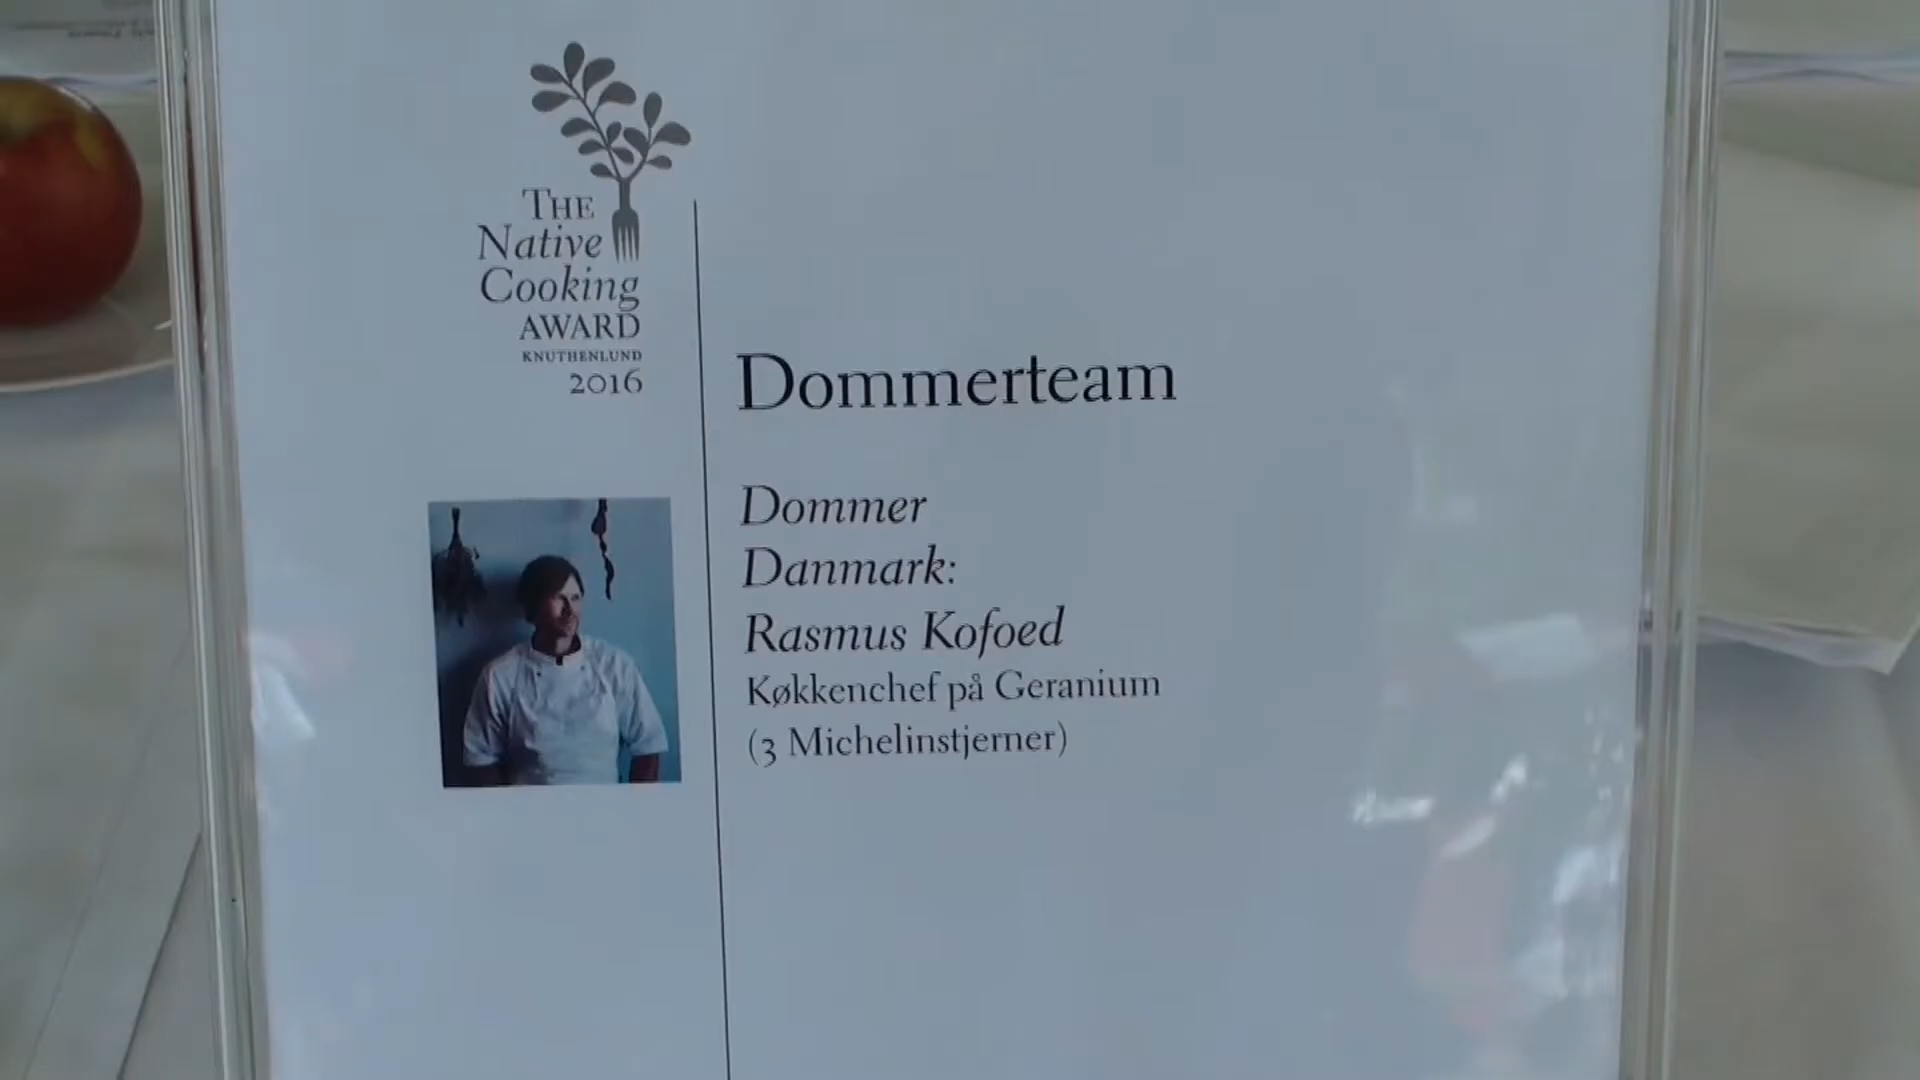 THE
Native
Cooking
AWARD
KNUTHENLUND
2016
Dommerteam
Dommer
Danmark:
Rasmus Kofoed
Køkkenchef på Geranium
(3 Michelinstjerner)